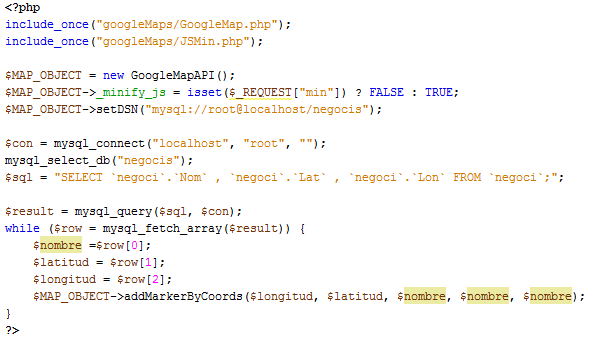 <?php
include_once("googleMaps/GoogleMap.php");
include_once("googleMaps/JSMin.php");
$MAP_OBJECT = new GoogleMapAPI();
$MAP_OBJECT->_minify_js = isset($_REQUEST["min"]) ? FALSE : TRUE;
$MAP_OBJECT->setDSN("mysql://root@localhost/negocis");
$con = mysql_connect("localhost", "root", "");
mysql_select_db("negocis");
$sql = "SELECT `negoci`.`Nom` , `negoci`.`Lat` , `negoci`.`Lon` FROM `negoci`;";
$result = mysql_query($sql, $con);
while ($row = mysql_fetch_array($result)) {
    $nombre =$row[0];
    $latitud = $row[1];
    $longitud = $row[2];
    $MAP_OBJECT->addMarkerByCoords($longitud, $latitud, $nombre, $nombre, $nombre);
}
?>